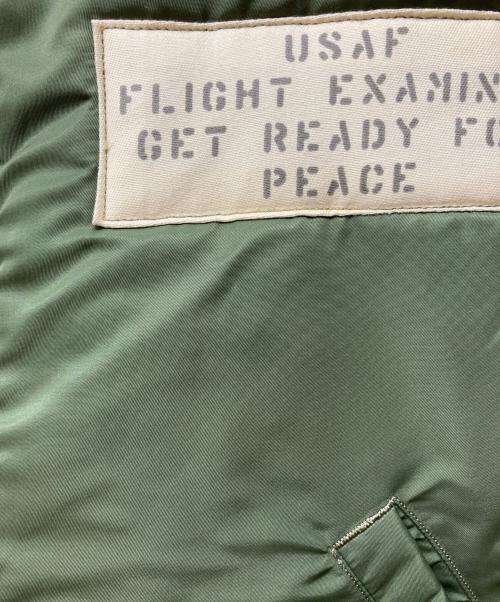 USAF
FLIGHT EXAMIN
GET READY FO
PEACE